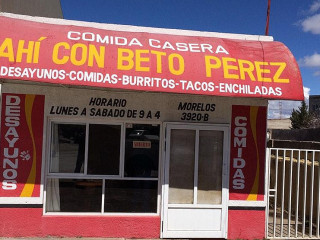 COMIDA CASERA
AHÍ CON BETO PEREZ
DESAYUNOS-COMIDAS-BURRITOS-TACOS-ENCHILADAS
HORARIO
LUNES A SABADO DE 9 A 4
MORELOS
3920-B
DESAYUNOS
COMIDAS